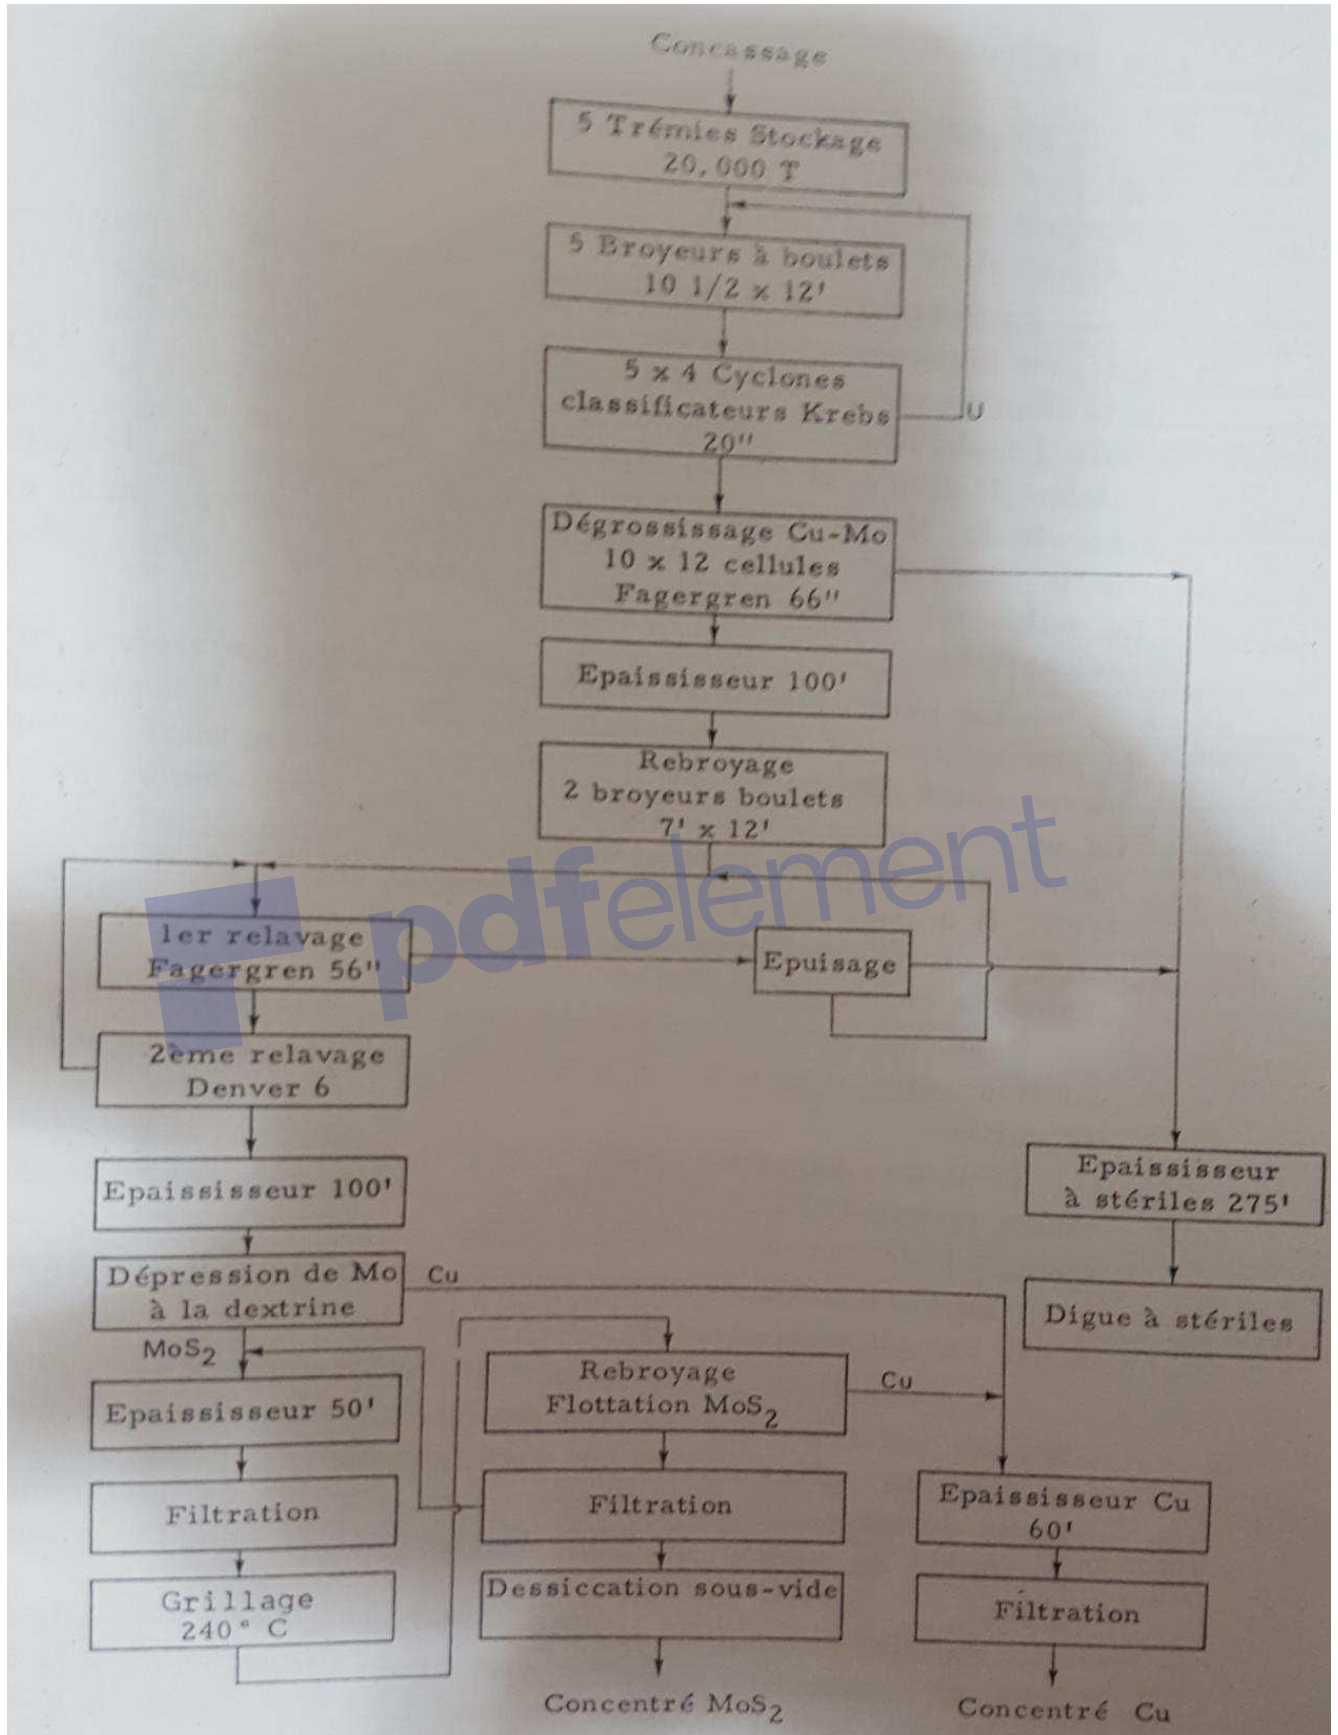 Concassage
5 Trémies Stockage
20,000 T
5 Broyeurs à boulets
10 1/2 x 12'
5 x 4 Cyclones
classificateurs Krebs
20"
U
Dégrossissage Cu-Mo
10 x 12 cellules
Fagergren 66"
Epaississeur 100'
Rebroyage
2 broyeurs boulets
7' x 12'
pdfelement
1er relavage
Fagergren 56"
Epuisage
2ème relavage
Denver 6
Epaississeur 100'
Epaississeur
à stériles 275'
Dépression de Mo
à la dextrine
Cu
Digue à stériles
MoS2
Epaississeur 50'
Rebroyage
Flottation MoS2
Cu
Filtration
Filtration
Epaississeur Cu
60'
Grillage
240° C
Dessiccation sous-vide
Filtration
Concentré MoS2
Concentré Cu